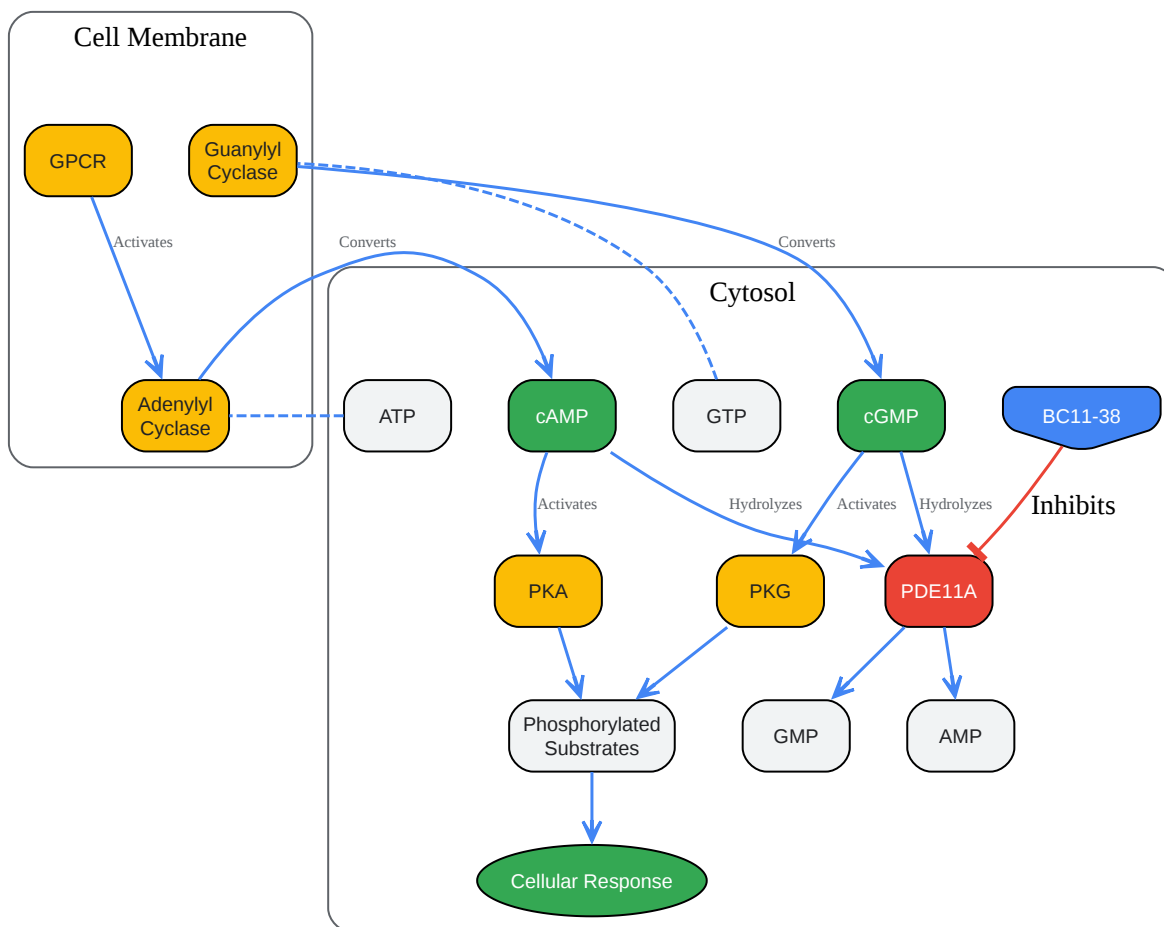 Cell Membrane
GPCR
Guanylyl
Cyclase
Activates
Converts
Converts
Cytosol
Adenylyl
Cyclase
ATP
cAMP
GTP
cGMP
BC11-38
Activates
Hydrolyzes
Activates
Hydrolyzes
Inhibits
PKA
PKG
PDE11A
Phosphorylated
Substrates
GMP
AMP
Cellular Response